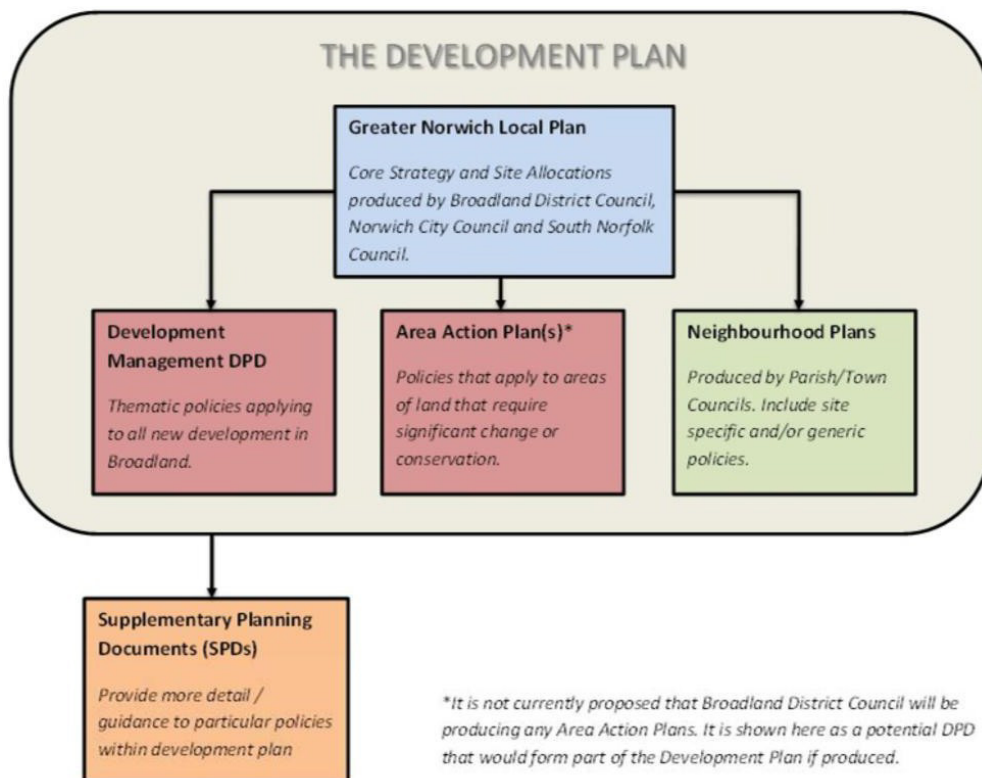 THE DEVELOPMENT PLAN
Greater Norwich Local Plan
Core Strategy and Site Allocations
produced by Broadland District Council,
Norwich City Council and South Norfolk
Council.
Development
Management DPD
Thematic policies applying
to all new development in
Broadland.
Area Action Plan(s)*
Policies that apply to areas
of land that require
significant change or
conservation.
Neighbourhood Plans
Produced by Parish/Town
Councils. Include site
specific and/or generic
policies.
Supplementary Planning
Documents (SPDs)
Provide more detail /
guidance to particular policies
within development plan
*It is not currently proposed that Broadland District Council will be
producing any Area Action Plans. It is shown here as a potential DPD
that would form part of the Development Plan if produced.